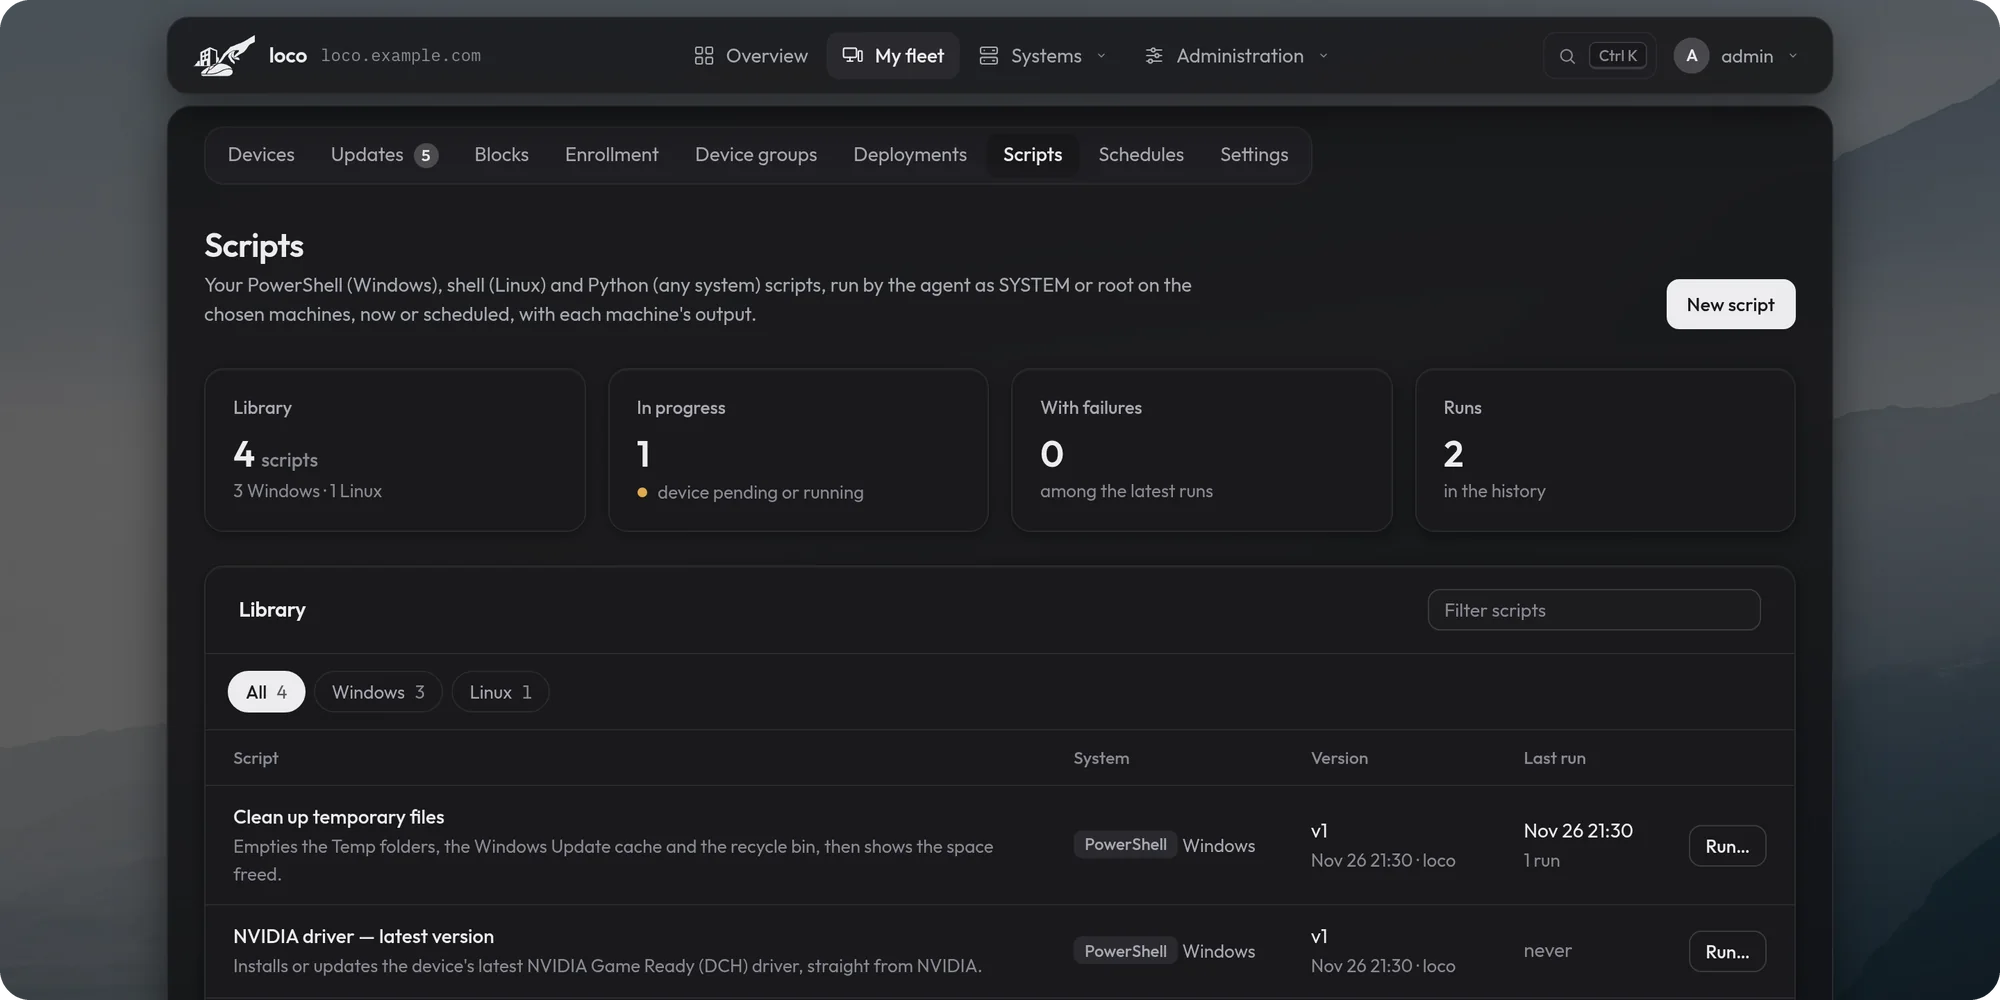 loco loco.example.com Overview My fleet Systems Administration Ctrl K A admin
Devices Updates 5 Blocks Enrollment Device groups Deployments Scripts Schedules Settings
Scripts
Your PowerShell (Windows), shell (Linux) and Python (any system) scripts, run by the agent as SYSTEM or root on the
chosen machines, now or scheduled, with each machine's output.
New script
Library
4 scripts
3 Windows · 1 Linux
In progress
1
device pending or running
With failures
0
among the latest runs
Runs
2
in the history
Library
Filter scripts
All 4 Windows 3 Linux 1
Script System Version Last run
Clean up temporary files
Empties the Temp folders, the Windows Update cache and the recycle bin, then shows the space
freed.
PowerShell Windows
v1
Nov 26 21:30 · loco
Nov 26 21:30
1 run
Run...
NVIDIA driver — latest version
Installs or updates the device's latest NVIDIA Game Ready (DCH) driver, straight from NVIDIA.
PowerShell Windows
v1
Nov 26 21:30 · loco
never
Run...